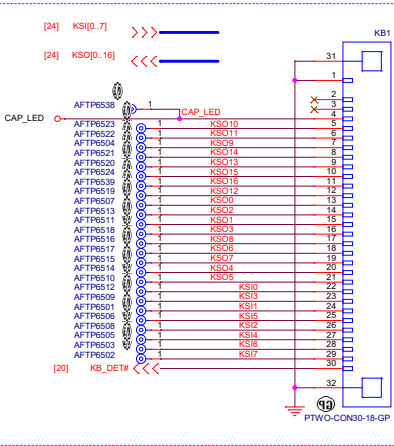 [24] KSI[0..7]
KB1
[24] KSO[0..16]
31
1
2
AFTP6538 1 3
CAP_LED CAP_LED 4
AFTP6523 1 KSO10 5
AFTP6522 1 KSO11 6
AFTP6504 1 KSO9 7
AFTP6521 1 KSO14 8
AFTP6520 1 KSO13 9
AFTP6524 1 KSO15 10
AFTP6539 1 KSO16 11
AFTP6519 1 KSO12 12
AFTP6507 1 KSO0 13
AFTP6513 1 KSO2 14
AFTP6511 1 KSO1 15
AFTP6518 1 KSO3 16
AFTP6516 1 KSO8 17
AFTP6517 1 KSO6 18
AFTP6515 1 KSO7 19
AFTP6514 1 KSO4 20
AFTP6510 1 KSO5 21
AFTP6512 1 KSI0 22
AFTP6509 1 KSI3 23
AFTP6501 1 KSI1 24
AFTP6506 1 KSI5 25
AFTP6508 1 KSI2 26
AFTP6505 1 KSI4 27
AFTP6503 1 KSI6 28
AFTP6502 1 KSI7 29
[20] KB_DET# 30
32
PTWO-CON30-18-GP